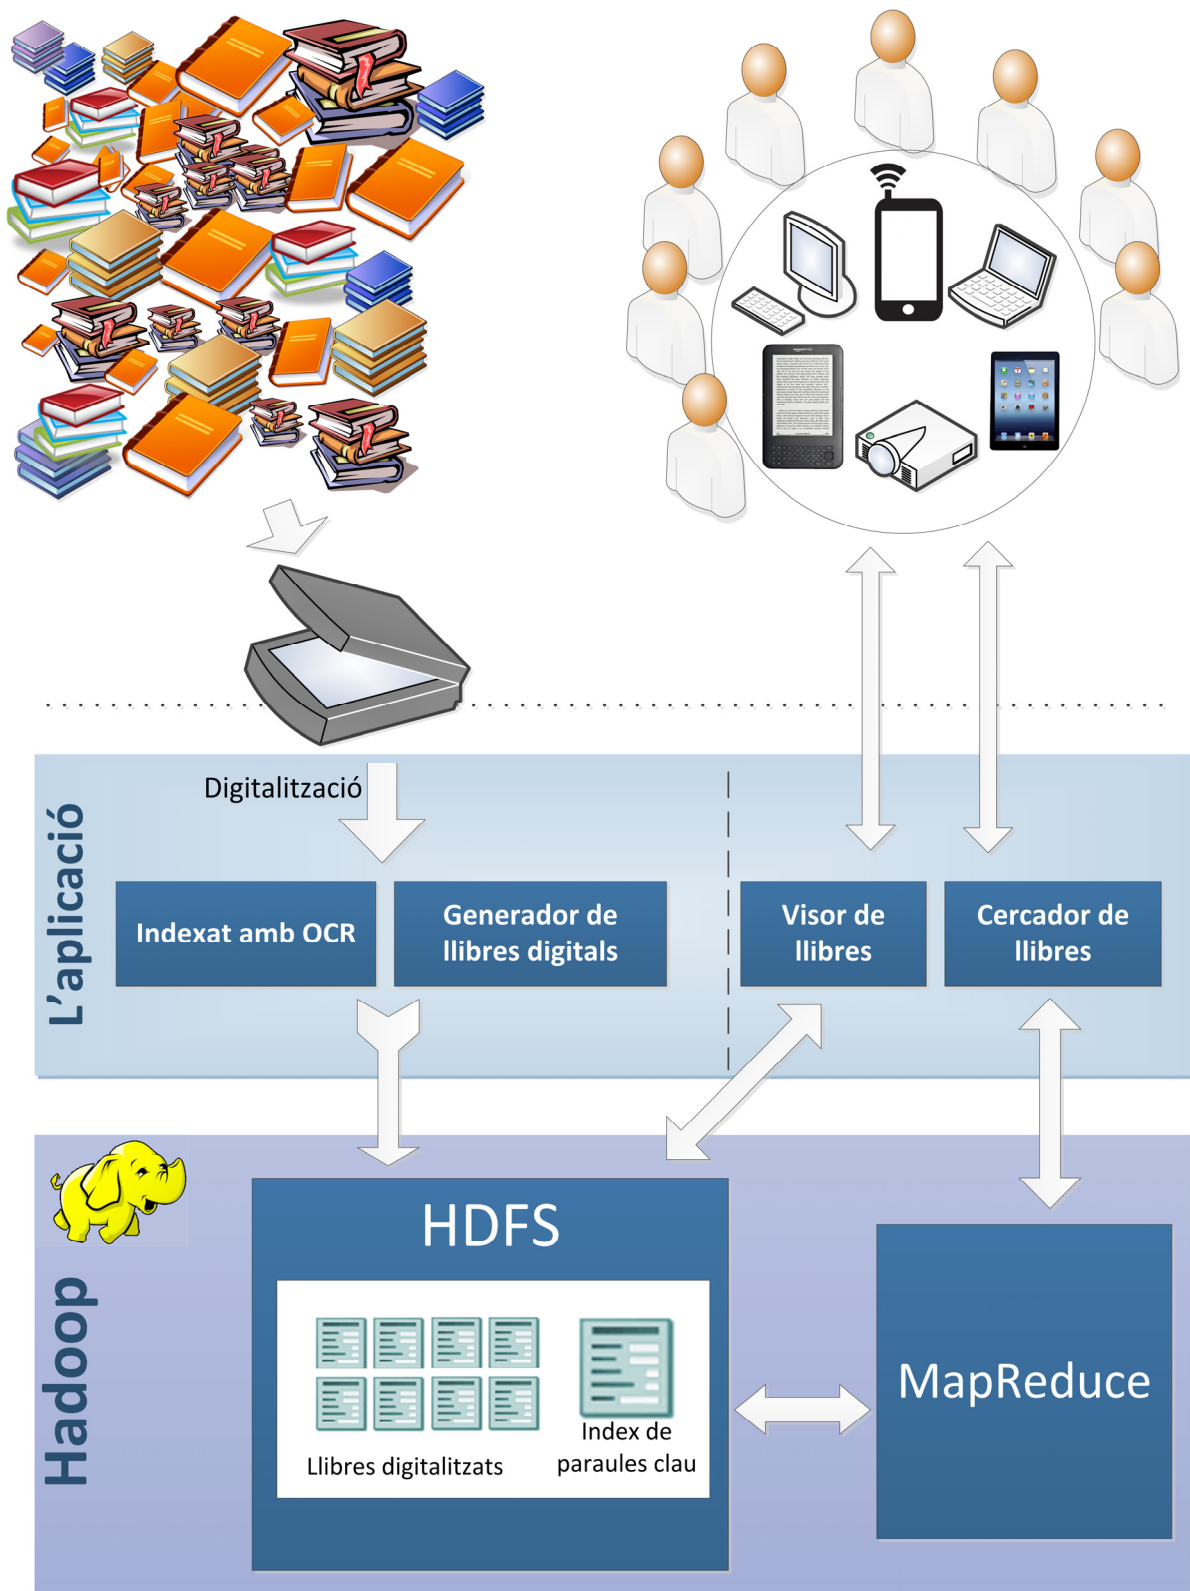 Digitalització
L'aplicació
Indexat amb OCR
Generador de
llibres digitals
Visor de
llibres
Cercador de
llibres
Hadoop
HDFS
Llibres digitalitzats
Index de
paraules clau
MapReduce